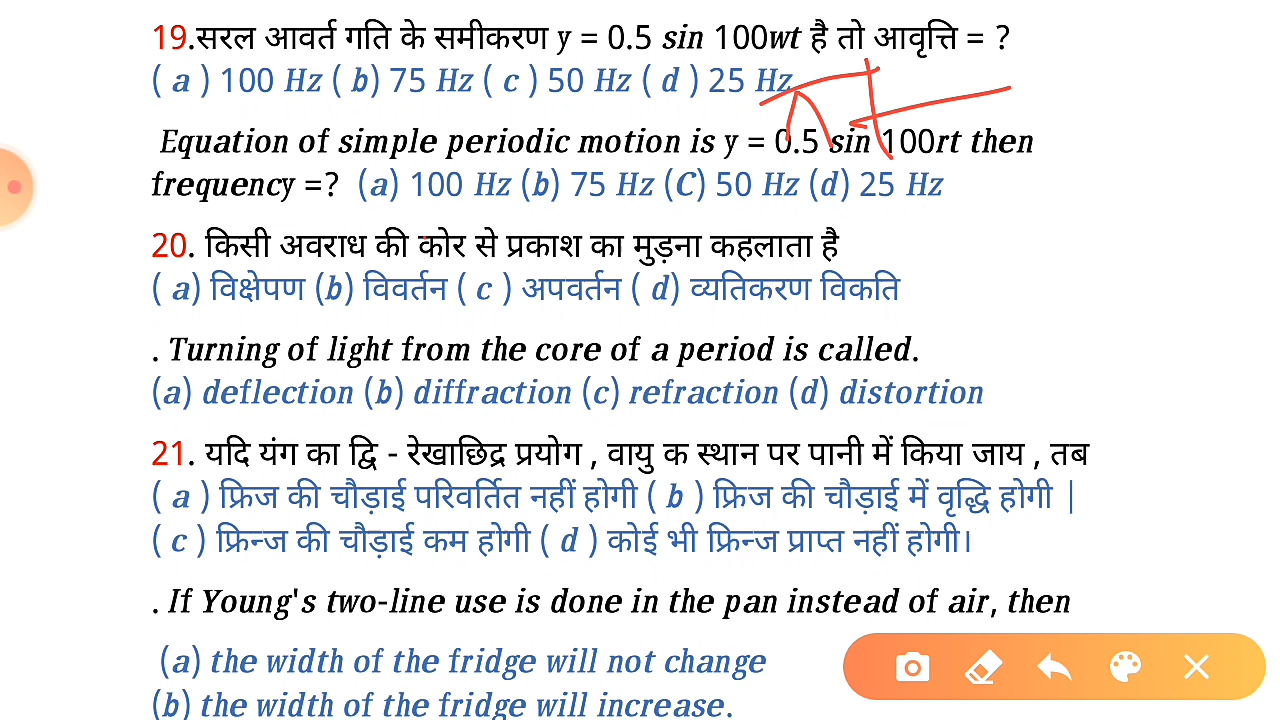 19.सरल आवर्त गति के समीकरण y = 0.5 sin 100wt है तो आवृत्ति = ?
( a ) 100 Hz ( b) 75 Hz ( c ) 50 Hz ( d ) 25 Hz
Equation of simple periodic motion is y = 0.5 sin 100rt then
frequency =? (a) 100 Hz (b) 75 Hz (C) 50 Hz (d) 25 Hz
20. किसी अवराध की कोर से प्रकाश का मुड़ना कहलाता है
( a) विक्षेपण (b) विवर्तन ( c ) अपवर्तन ( d) व्यतिकरण विकति
. Turning of light from the core of a period is called.
(a) deflection (b) diffraction (c) refraction (d) distortion
21. यदि यंग का द्वि - रेखाछिद्र प्रयोग , वायु क स्थान पर पानी में किया जाय , तब
( a ) फ्रिज की चौड़ाई परिवर्तित नहीं होगी ( b ) फ्रिज की चौड़ाई में वृद्धि होगी |
( c ) फ्रिन्ज की चौड़ाई कम होगी ( d ) कोई भी फ्रिन्ज प्राप्त नहीं होगी।
. If Young's two-line use is done in the pan instead of air, then
(a) the width of the fridge will not change
(b) the width of the fridge will increase.